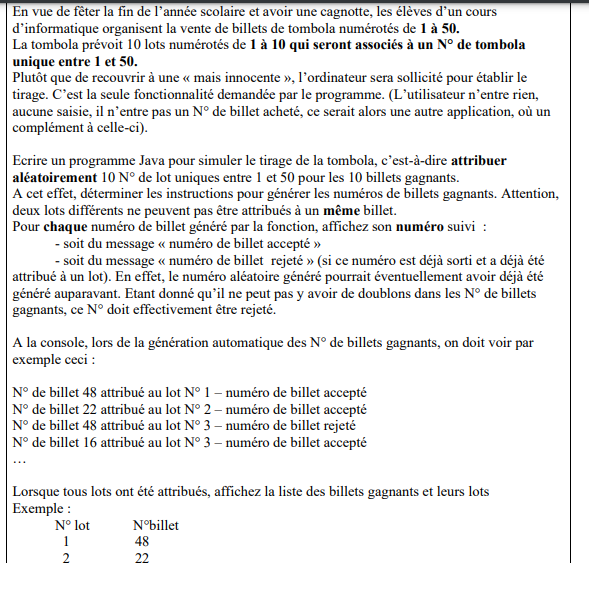 En vue de fêter la fin de l'année scolaire et avoir une cagnotte, les élèves d'un cours
d'informatique organisent la vente de billets de tombola numérotés de 1 à 50.
La tombola prévoit 10 lots numérotés de 1 à 10 qui seront associés à un N° de tombola
unique entre 1 et 50.
Plutôt que de recouvrir à une « mais innocente », l'ordinateur sera sollicité pour établir le
tirage. C'est la seule fonctionnalité demandée par le programme. (L'utilisateur n'entre rien,
aucune saisie, il n'entre pas un N° de billet acheté, ce serait alors une autre application, où un
complément à celle-ci).
Ecrire un programme Java pour simuler le tirage de la tombola, c'est-à-dire attribuer
aléatoirement 10 N° de lot uniques entre 1 et 50 pour les 10 billets gagnants.
A cet effet, déterminer les instructions pour générer les numéros de billets gagnants. Attention,
deux lots différents ne peuvent pas être attribués à un même billet.
Pour chaque numéro de billet généré par la fonction, affichez son numéro suivi :
- soit du message « numéro de billet accepté »
- soit du message « numéro de billet rejeté » (si ce numéro est déjà sorti et a déjà été
attribué à un lot). En effet, le numéro aléatoire généré pourrait éventuellement avoir déjà été
généré auparavant. Etant donné qu'il ne peut pas y avoir de doublons dans les N° de billets
gagnants, ce N° doit effectivement être rejeté.
A la console, lors de la génération automatique des N° de billets gagnants, on doit voir par
exemple ceci :
N° de billet 48 attribué au lot N° 1 – numéro de billet accepté
N° de billet 22 attribué au lot N° 2 – numéro de billet accepté
N° de billet 48 attribué au lot N° 3 – numéro de billet rejeté
N° de billet 16 attribué au lot N° 3 – numéro de billet accepté
…
Lorsque tous lots ont été attribués, affichez la liste des billets gagnants et leurs lots
Exemple :
N° lot N°billet
1 48
2 22